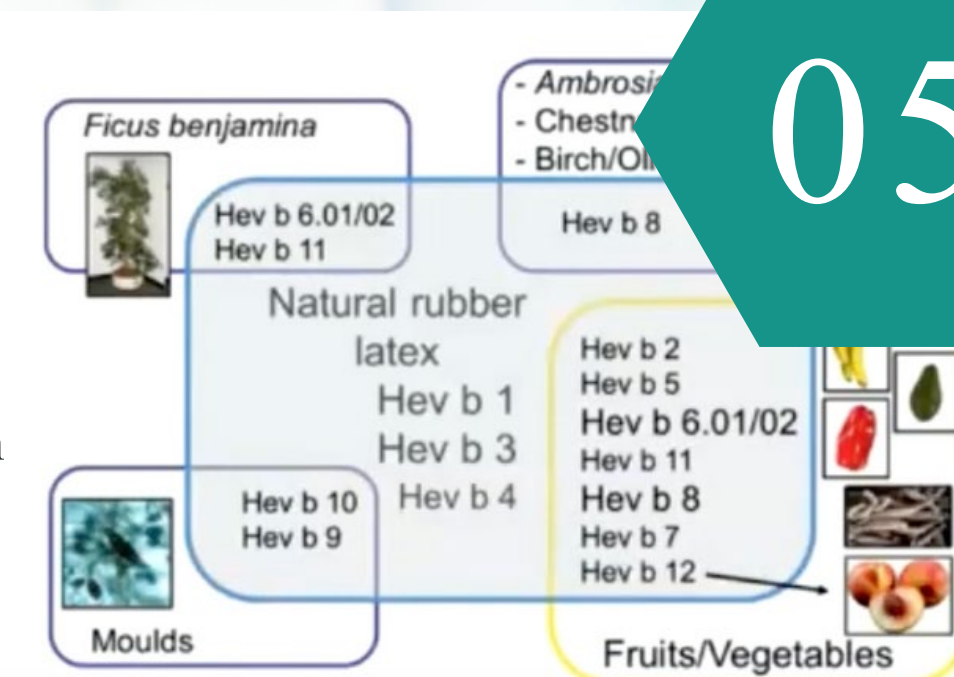 05
Ficus benjamina
- Ambrosia
- Chestn
- Birch/Oli
Hev b 6.01/02
Hev b 11
Hev b 8
Natural rubber
latex
Hev b 1
Hev b 3
Hev b 4
Hev b 2
Hev b 5
Hev b 6.01/02
Hev b 11
Hev b 8
Hev b 7
Hev b 12
Hev b 10
Hev b 9
Moulds
Fruits/Vegetables